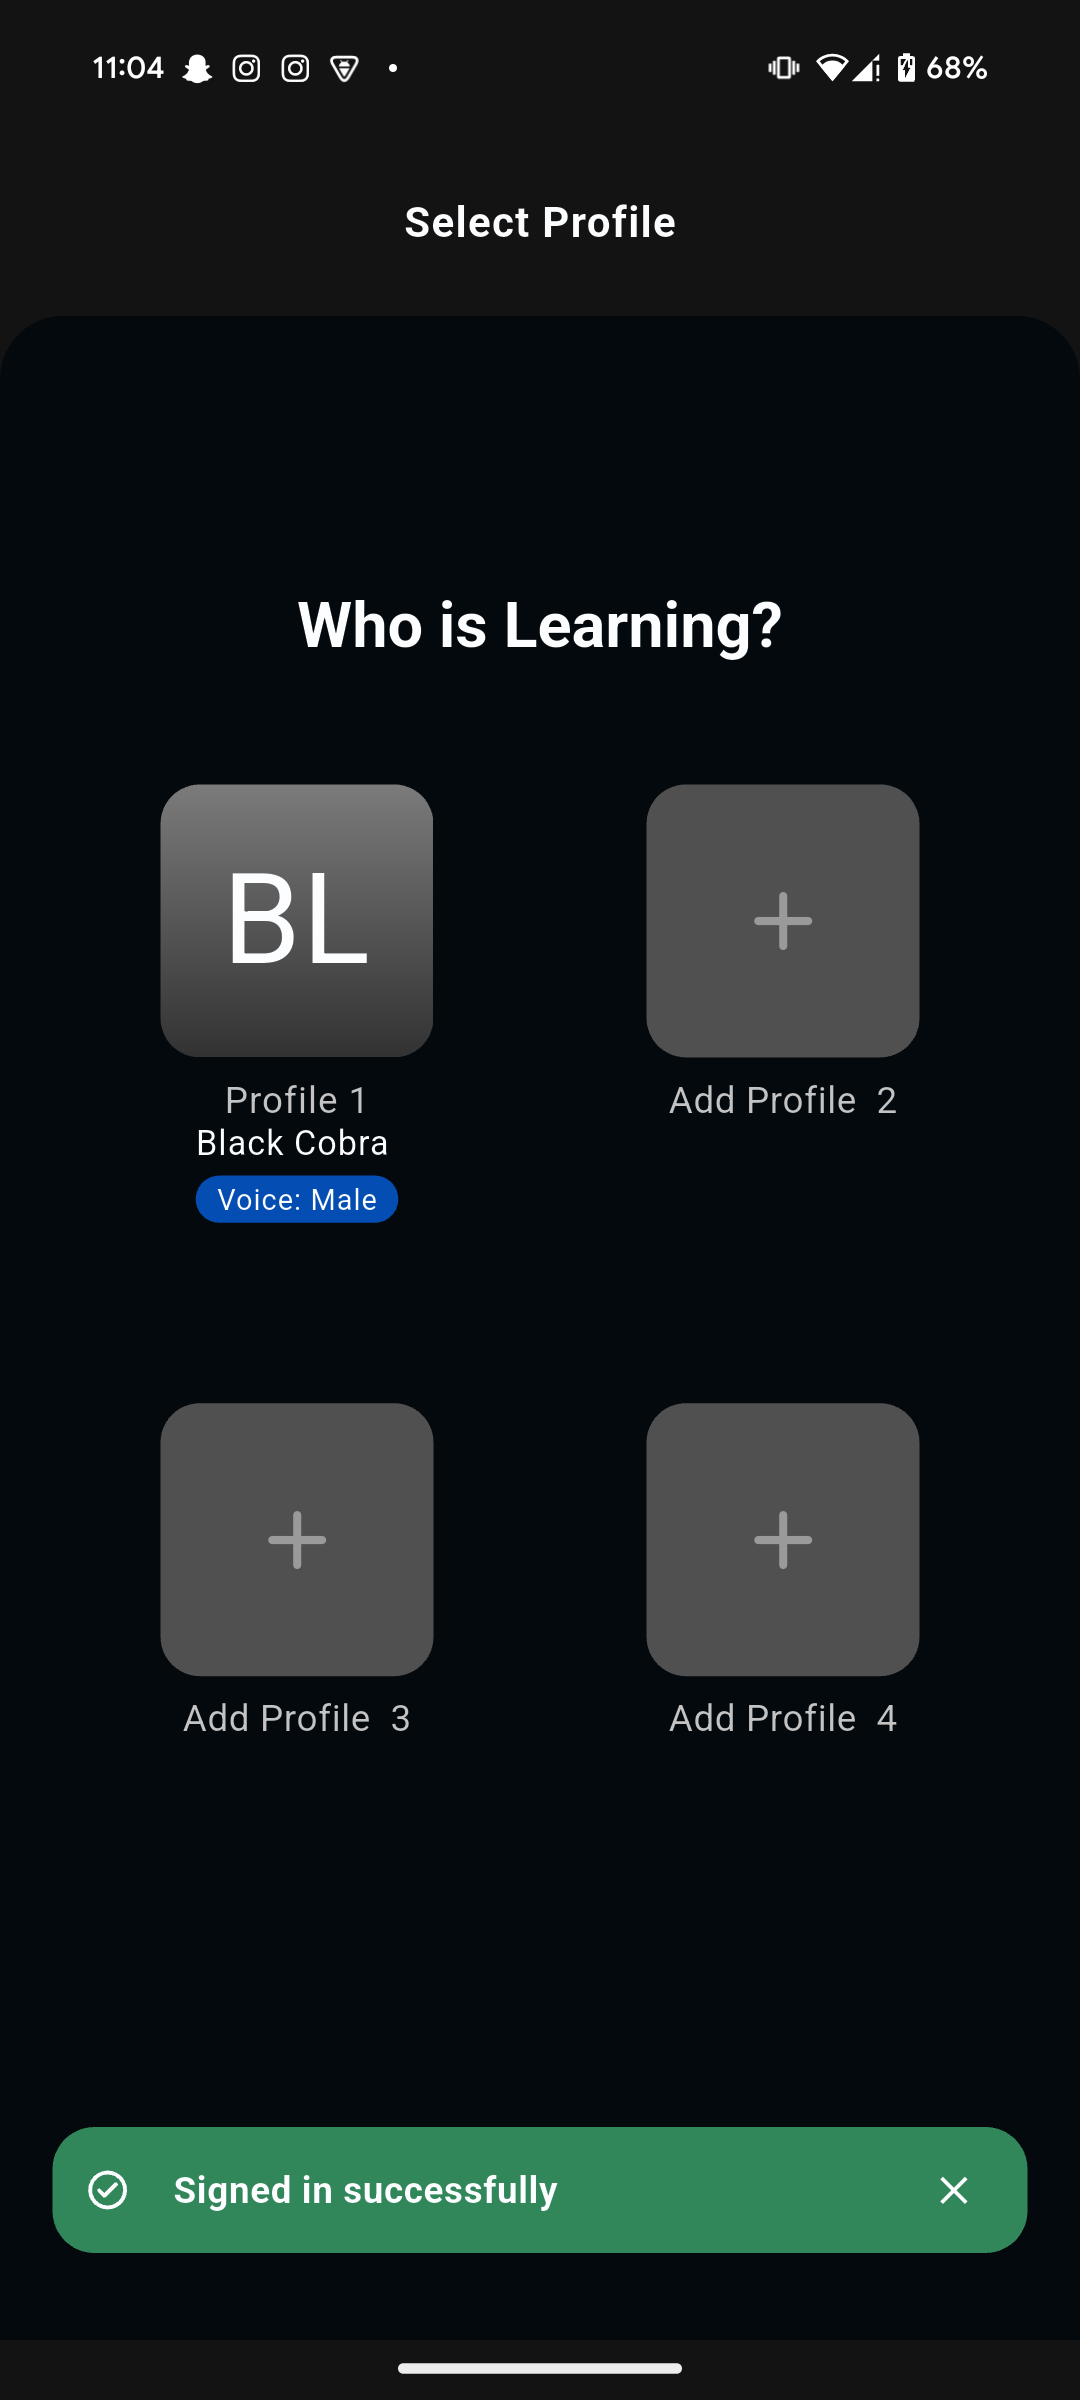 11:04
68%
Select Profile
Who is Learning?
BL
Profile 1
Black Cobra
Voice: Male
Add Profile 2
Add Profile 3
Add Profile 4
Signed in successfully